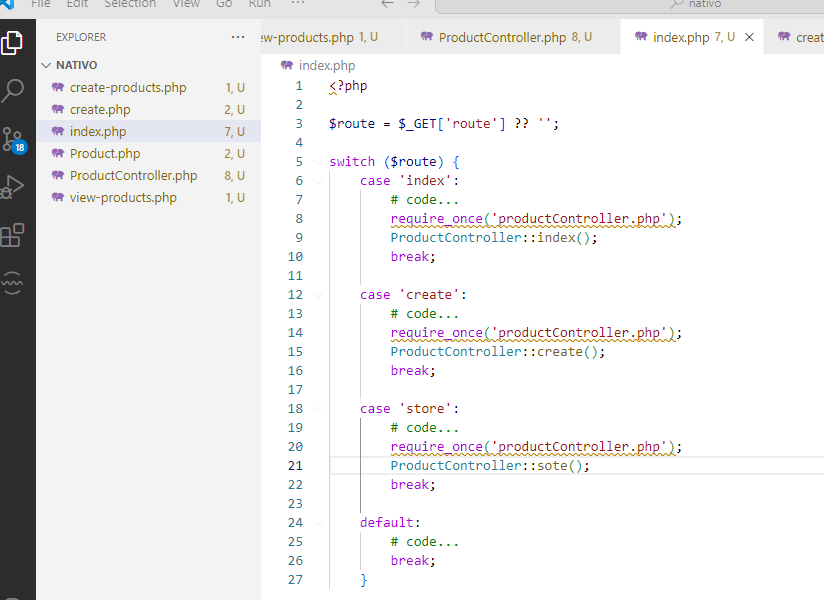 File Edit Selection View Go Run ... nativo
EXPLORER ...
NATIVO
create-products.php 1, U
create.php 2, U
index.php 7, U
Product.php 2, U
ProductController.php 8, U
view-products.php 1, U
18
ew-products.php 1, U ProductController.php 8, U index.php 7, U creat
index.php
1 <?php
2
3 $route = $_GET['route'] ?? '';
4
5 switch ($route) {
6 case 'index':
7 # code...
8 require_once('productController.php');
9 ProductController::index();
10 break;
11
12 case 'create':
13 # code...
14 require_once('productController.php');
15 ProductController::create();
16 break;
17
18 case 'store':
19 # code...
20 require_once('productController.php');
21 ProductController::sote();
22 break;
23
24 default:
25 # code...
26 break;
27 }